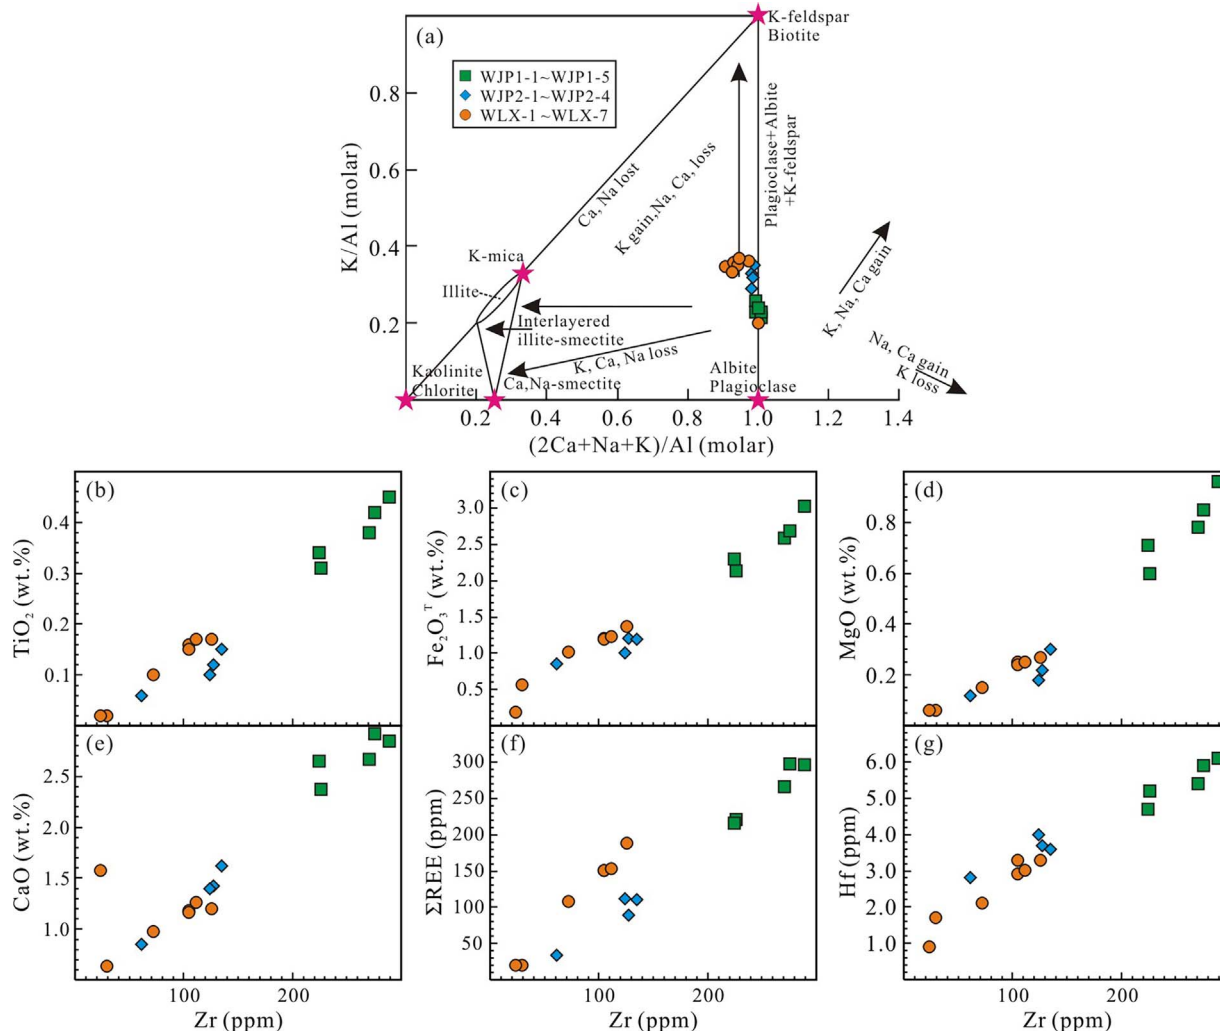 (a)
K-feldspar
Biotite
WJP1-1~WJP1-5
WJP2-1~WJP2-4
WLX-1 ~WLX-7
0.8
0.6
0.4
0.2
K/Al (molar)
Ca, Na lost
K gain,Na, Ca, loss
Plagioclase+Albite
+K-feldspar
K-mica
Illite
Interlayered
illite-smectite
K, Ca, Na loss
K, Na, Ca gain
Na, Ca gain
K loss
Kaolinite
Chlorite
Ca,Na-smectite
Albite
Plagioclase
0.2 0.4 0.6 0.8 1.0 1.2 1.4
(2Ca+Na+K)/Al (molar)
(b)
TiO2 (wt.%)
0.4
0.3
0.2
0.1
(c)
Fe2O3T (wt.%)
3.0
2.5
2.0
1.5
1.0
0.5
(d)
MgO (wt.%)
0.8
0.6
0.4
0.2
(e)
CaO (wt.%)
2.5
2.0
1.5
1.0
100 200
Zr (ppm)
(f)
ΣREE (ppm)
300
250
200
150
100
50
100 200
Zr (ppm)
(g)
Hf (ppm)
6.0
5.0
4.0
3.0
2.0
1.0
100 200
Zr (ppm)